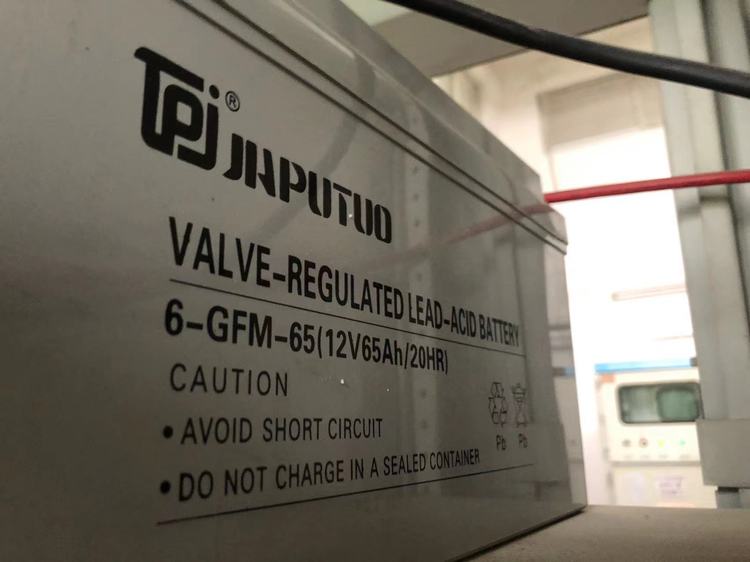 TPJ®
JIAPUTUO
VALVE-REGULATED LEAD-ACID BATTERY
6-GFM-65(12V65Ah/20HR)
CAUTION
•AVOID SHORT CIRCUIT
•DO NOT CHARGE IN A SEALED CONTAINER
Pb Pb